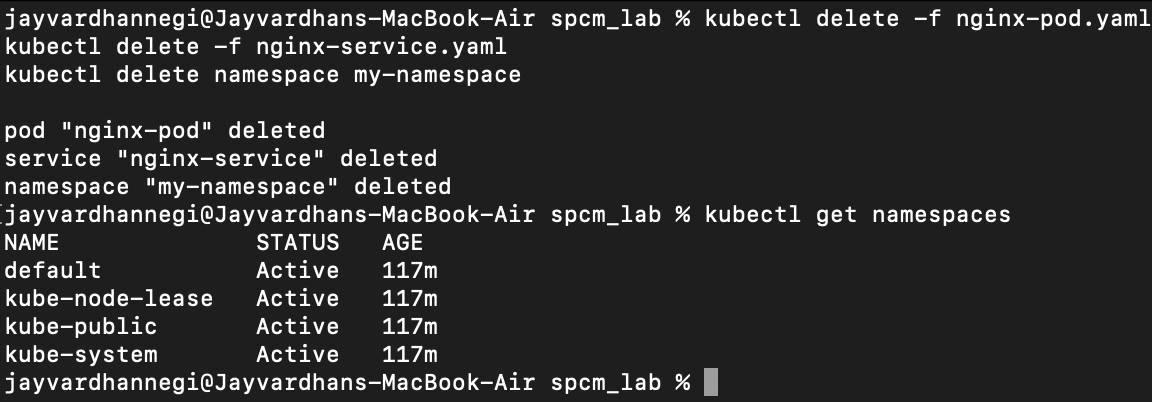 jayvardhannegi@Jayvardhans-MacBook-Air spcm_lab % kubectl delete -f nginx-pod.yaml
kubectl delete -f nginx-service.yaml
kubectl delete namespace my-namespace
pod "nginx-pod" deleted
service "nginx-service" deleted
namespace "my-namespace" deleted
jayvardhannegi@Jayvardhans-MacBook-Air spcm_lab % kubectl get namespaces
NAME STATUS AGE
default Active 117m
kube-node-lease Active 117m
kube-public Active 117m
kube-system Active 117m
jayvardhannegi@Jayvardhans-MacBook-Air spcm_lab %